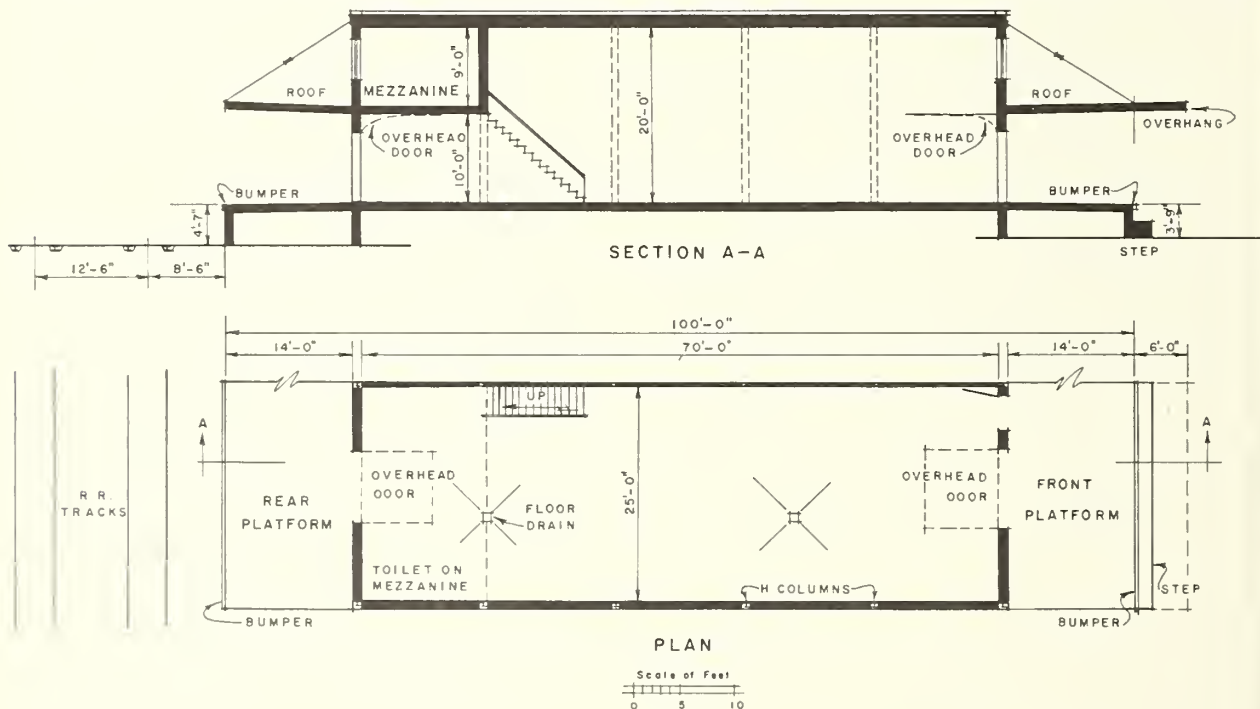 9'-0"
ROOF
MEZZANINE
20'-0"
ROOF
OVERHEAD
DOOR
OVERHEAD
DOOR
OVERHANG
10'-0"
BUMPER
BUMPER
4'-7"
3'-9"
SECTION A-A
STEP
12'-6"
8'-6"
100'-0"
14'-0"
70'-0"
14'-0"
6'-0"
UP
A
A
OVERHEAD
DOOR
OVERHEAD
DOOR
R.R.
TRACKS
REAR
PLATFORM
FLOOR
DRAIN
25'-0"
FRONT
PLATFORM
TOILET ON
MEZZANINE
H COLUMNS
STEP
BUMPER
BUMPER
PLAN
Scale of Feet
0 5 10